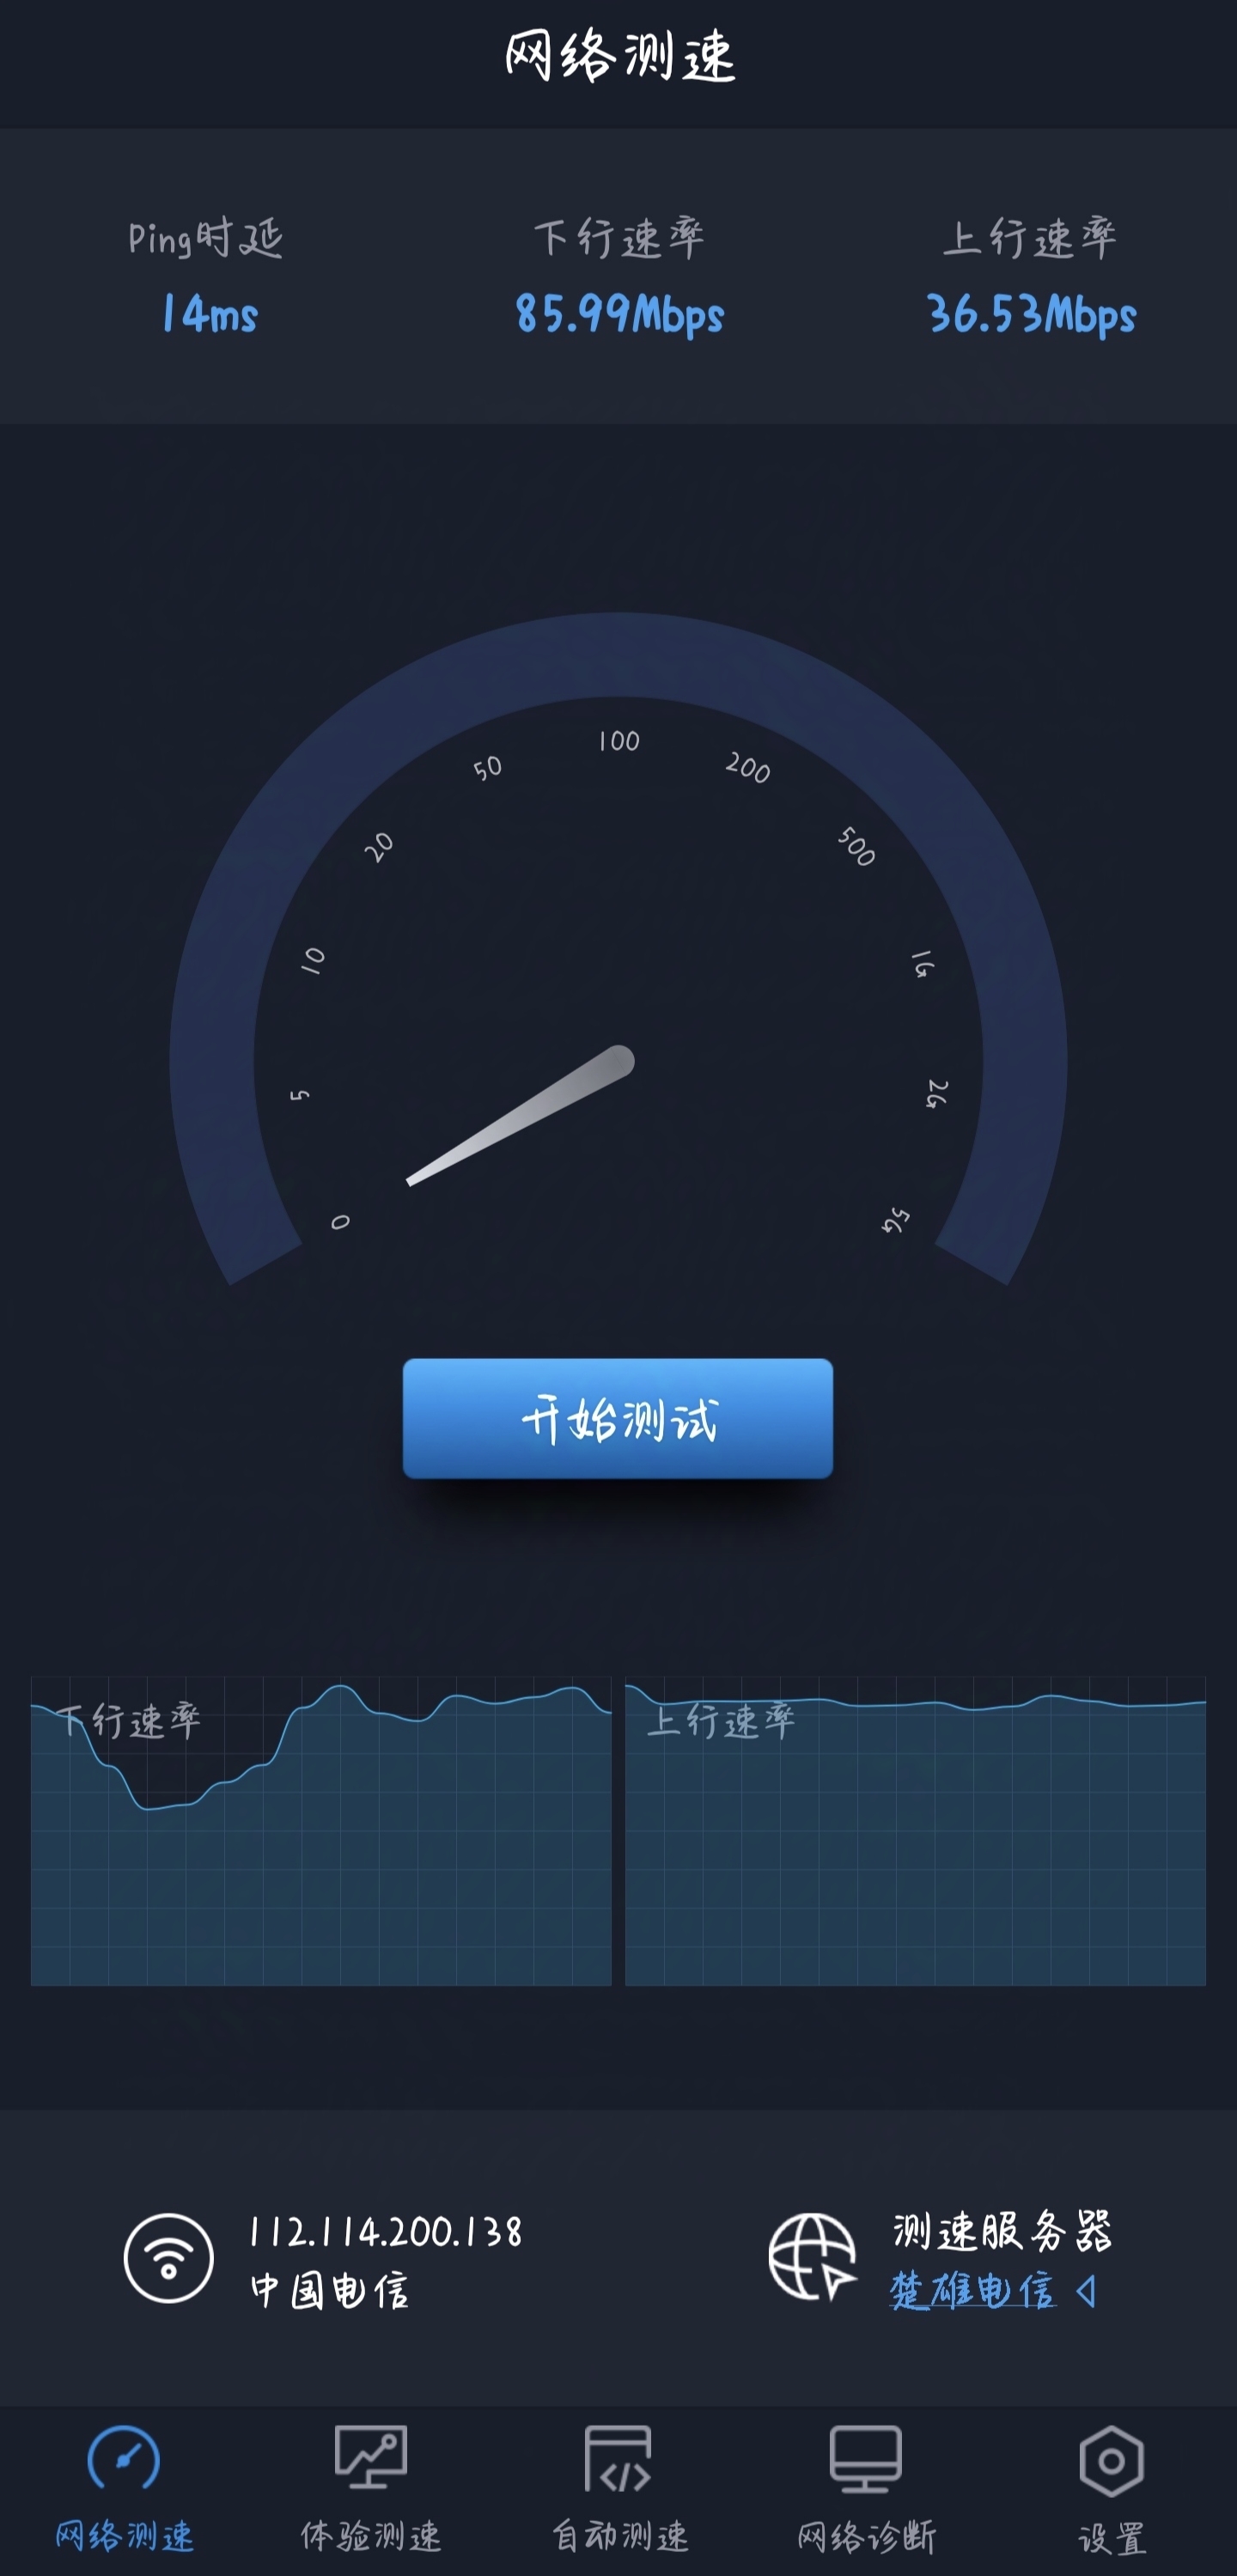 网络测速
Ping时延 下行速率 上行速率
14ms 85.99Mbps 36.53Mbps
0
5
10
20
50
100
200
500
1G
2G
5G
开始测试
下行速率 上行速率
112.114.200.138
中国电信
测速服务器
楚雄电信
网络测速 体验测速 自动测速 网络诊断 设置